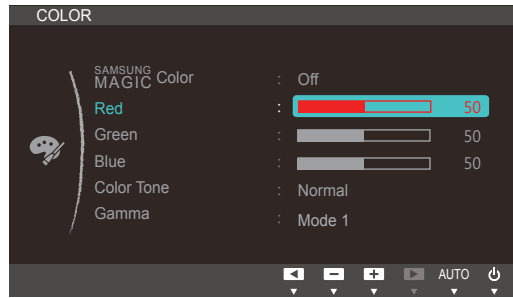 COLOR
SAMSUNG MAGIC Color : Off
Red : 50
Green : 50
Blue : 50
Color Tone : Normal
Gamma : Mode 1
AUTO